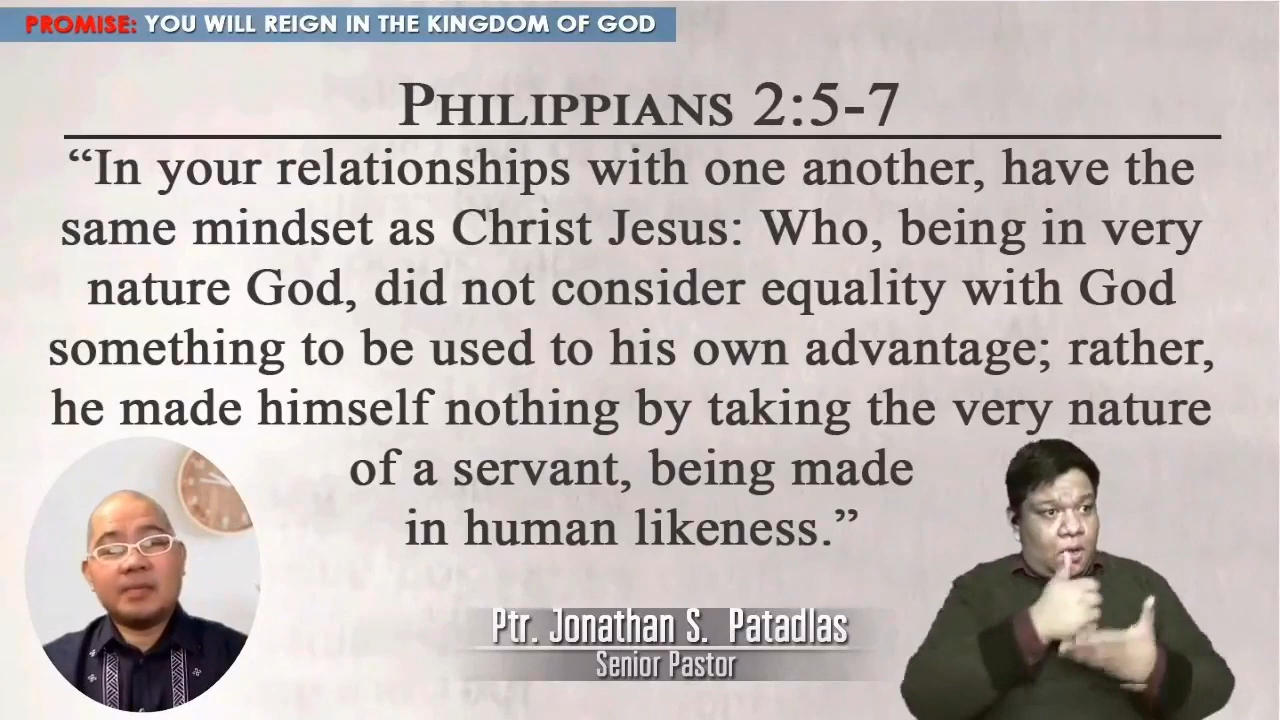 PROMISE: YOU WILL REIGN IN THE KINGDOM OF GOD
PHILIPPIANS 2:5-7
“In your relationships with one another, have the
same mindset as Christ Jesus: Who, being in very
nature God, did not consider equality with God
something to be used to his own advantage; rather,
he made himself nothing by taking the very nature
of a servant, being made
in human likeness.”
Ptr. Jonathan S. Patadlas
Senior Pastor